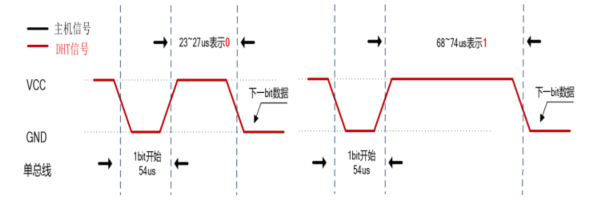 主机信号
DHT信号
23~27us表示0
68~74us表示1
VCC
下一bit数据
下一bit数据
GND
单总线
1bit开始
54us
1bit开始
54us